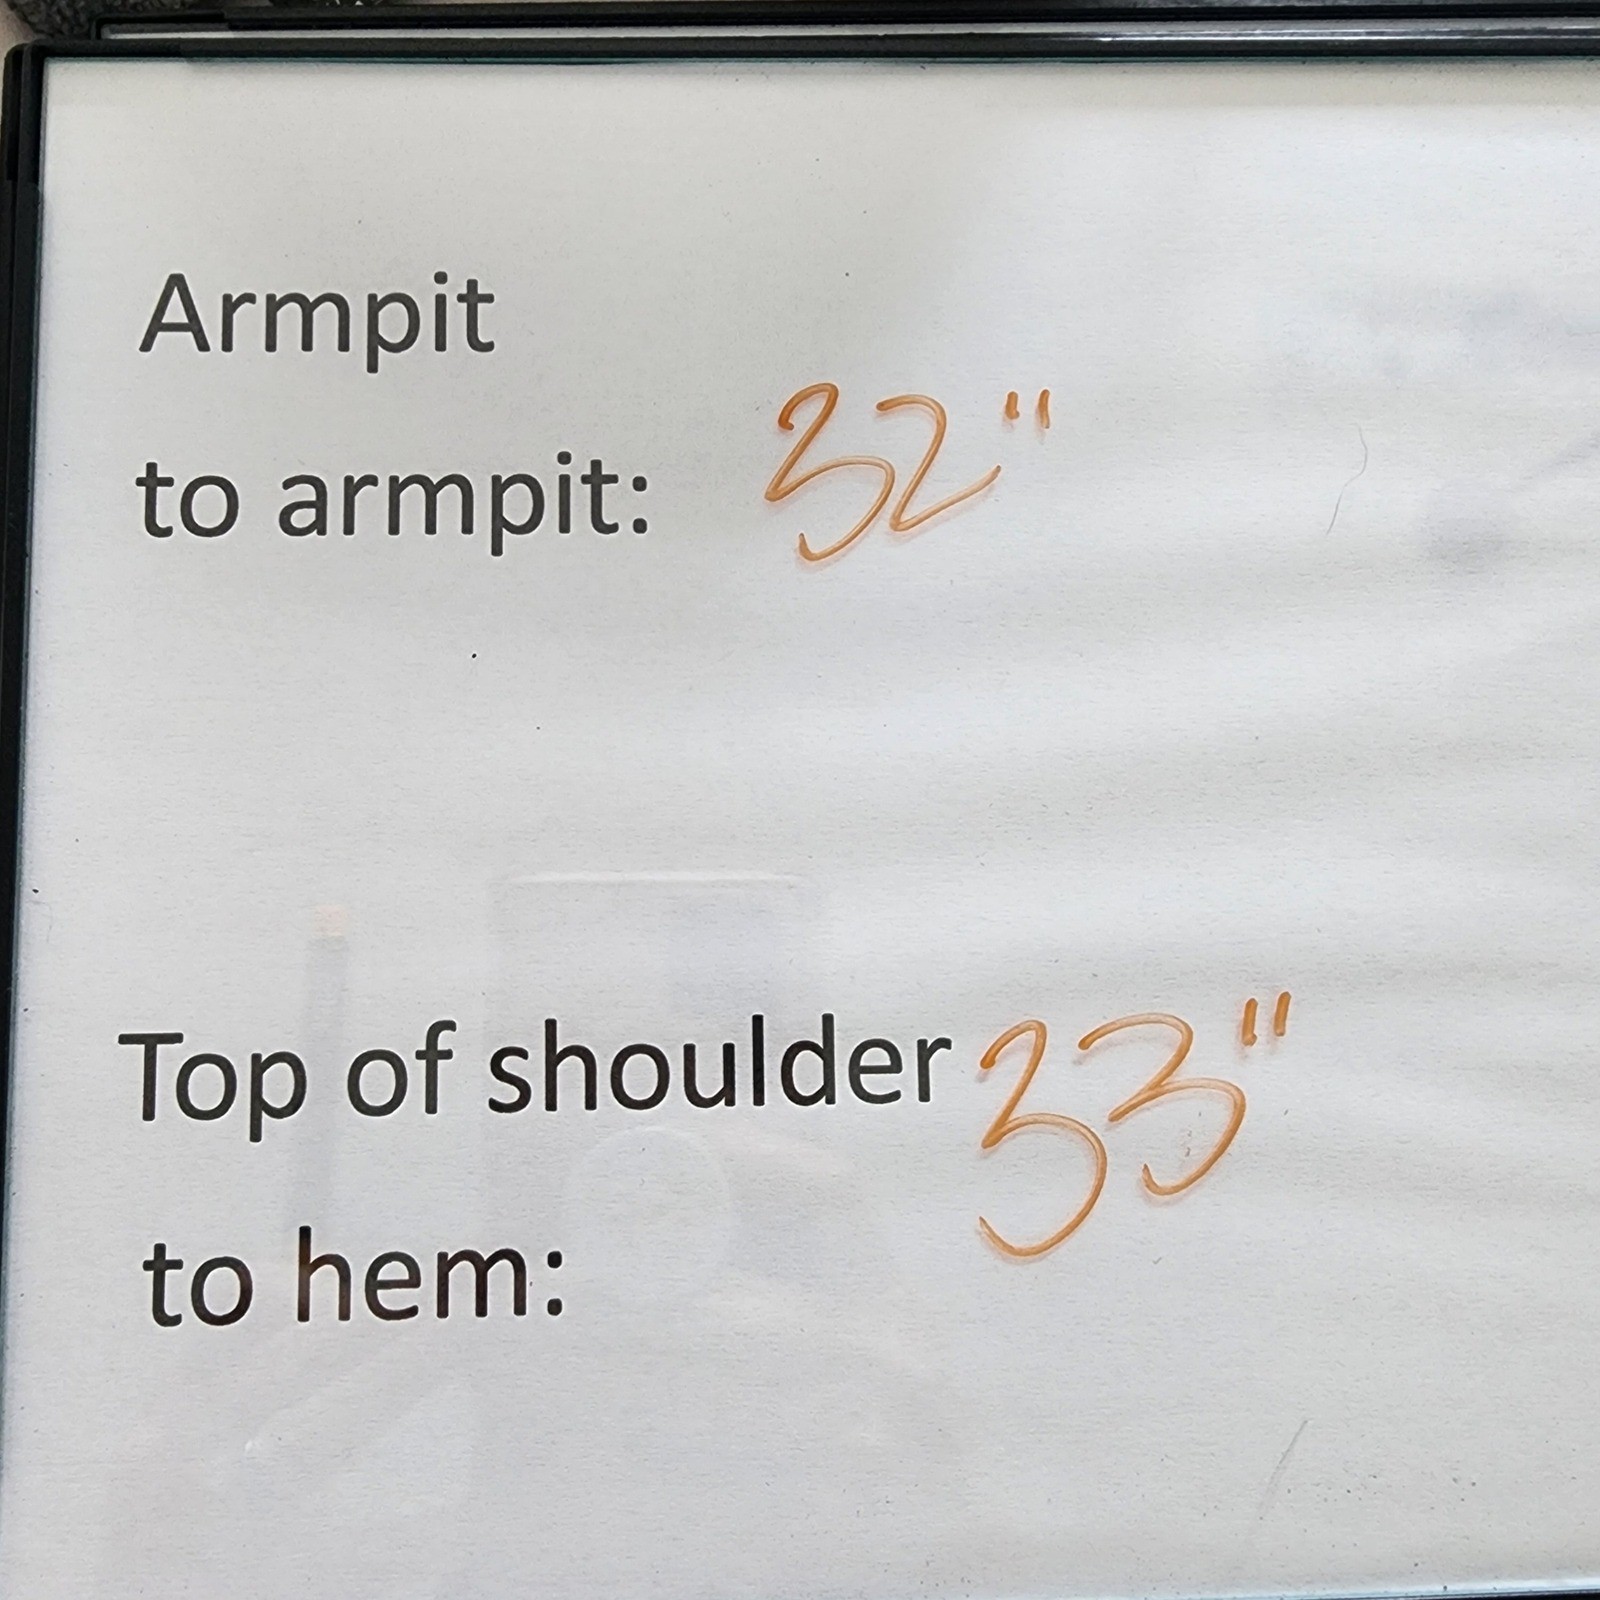 Armpit
to armpit: 32"
Top of shoulder 33"
to hem: